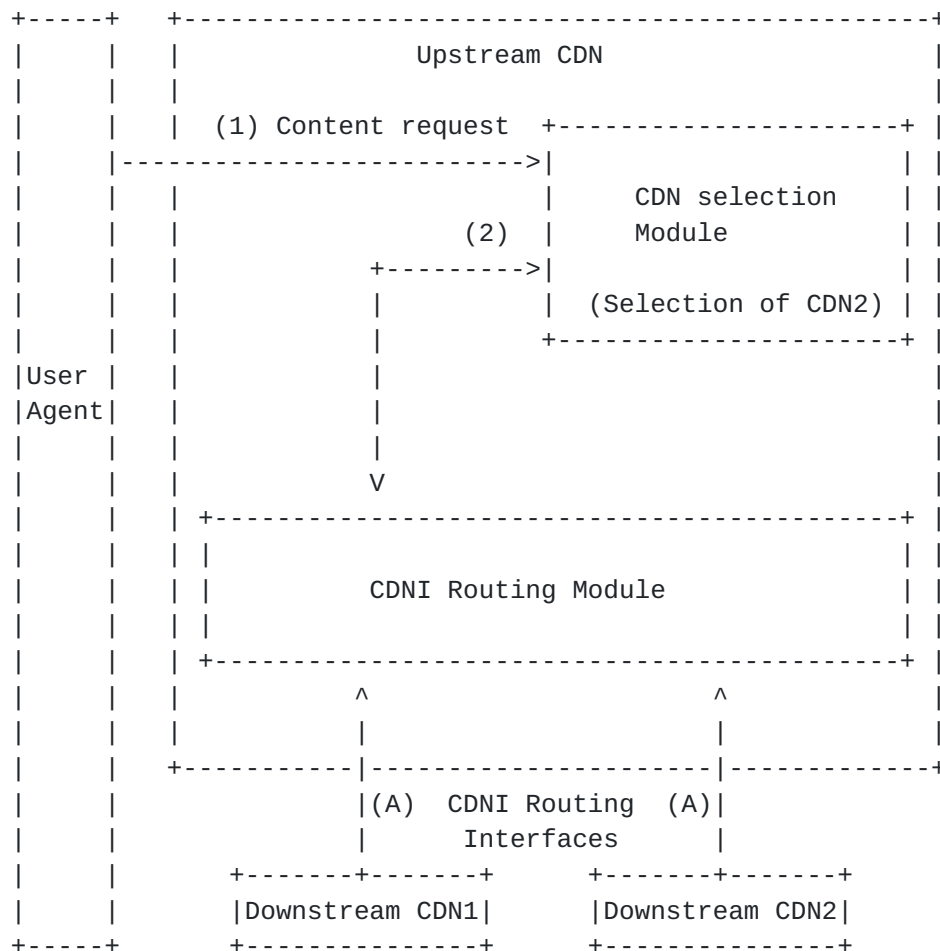 Upstream CDN
(1) Content request
CDN selection
(2) Module
(Selection of CDN2)
User
Agent
V
CDNI Routing Module
^ ^
(A) CDNI Routing (A)
Interfaces
Downstream CDN1 Downstream CDN2